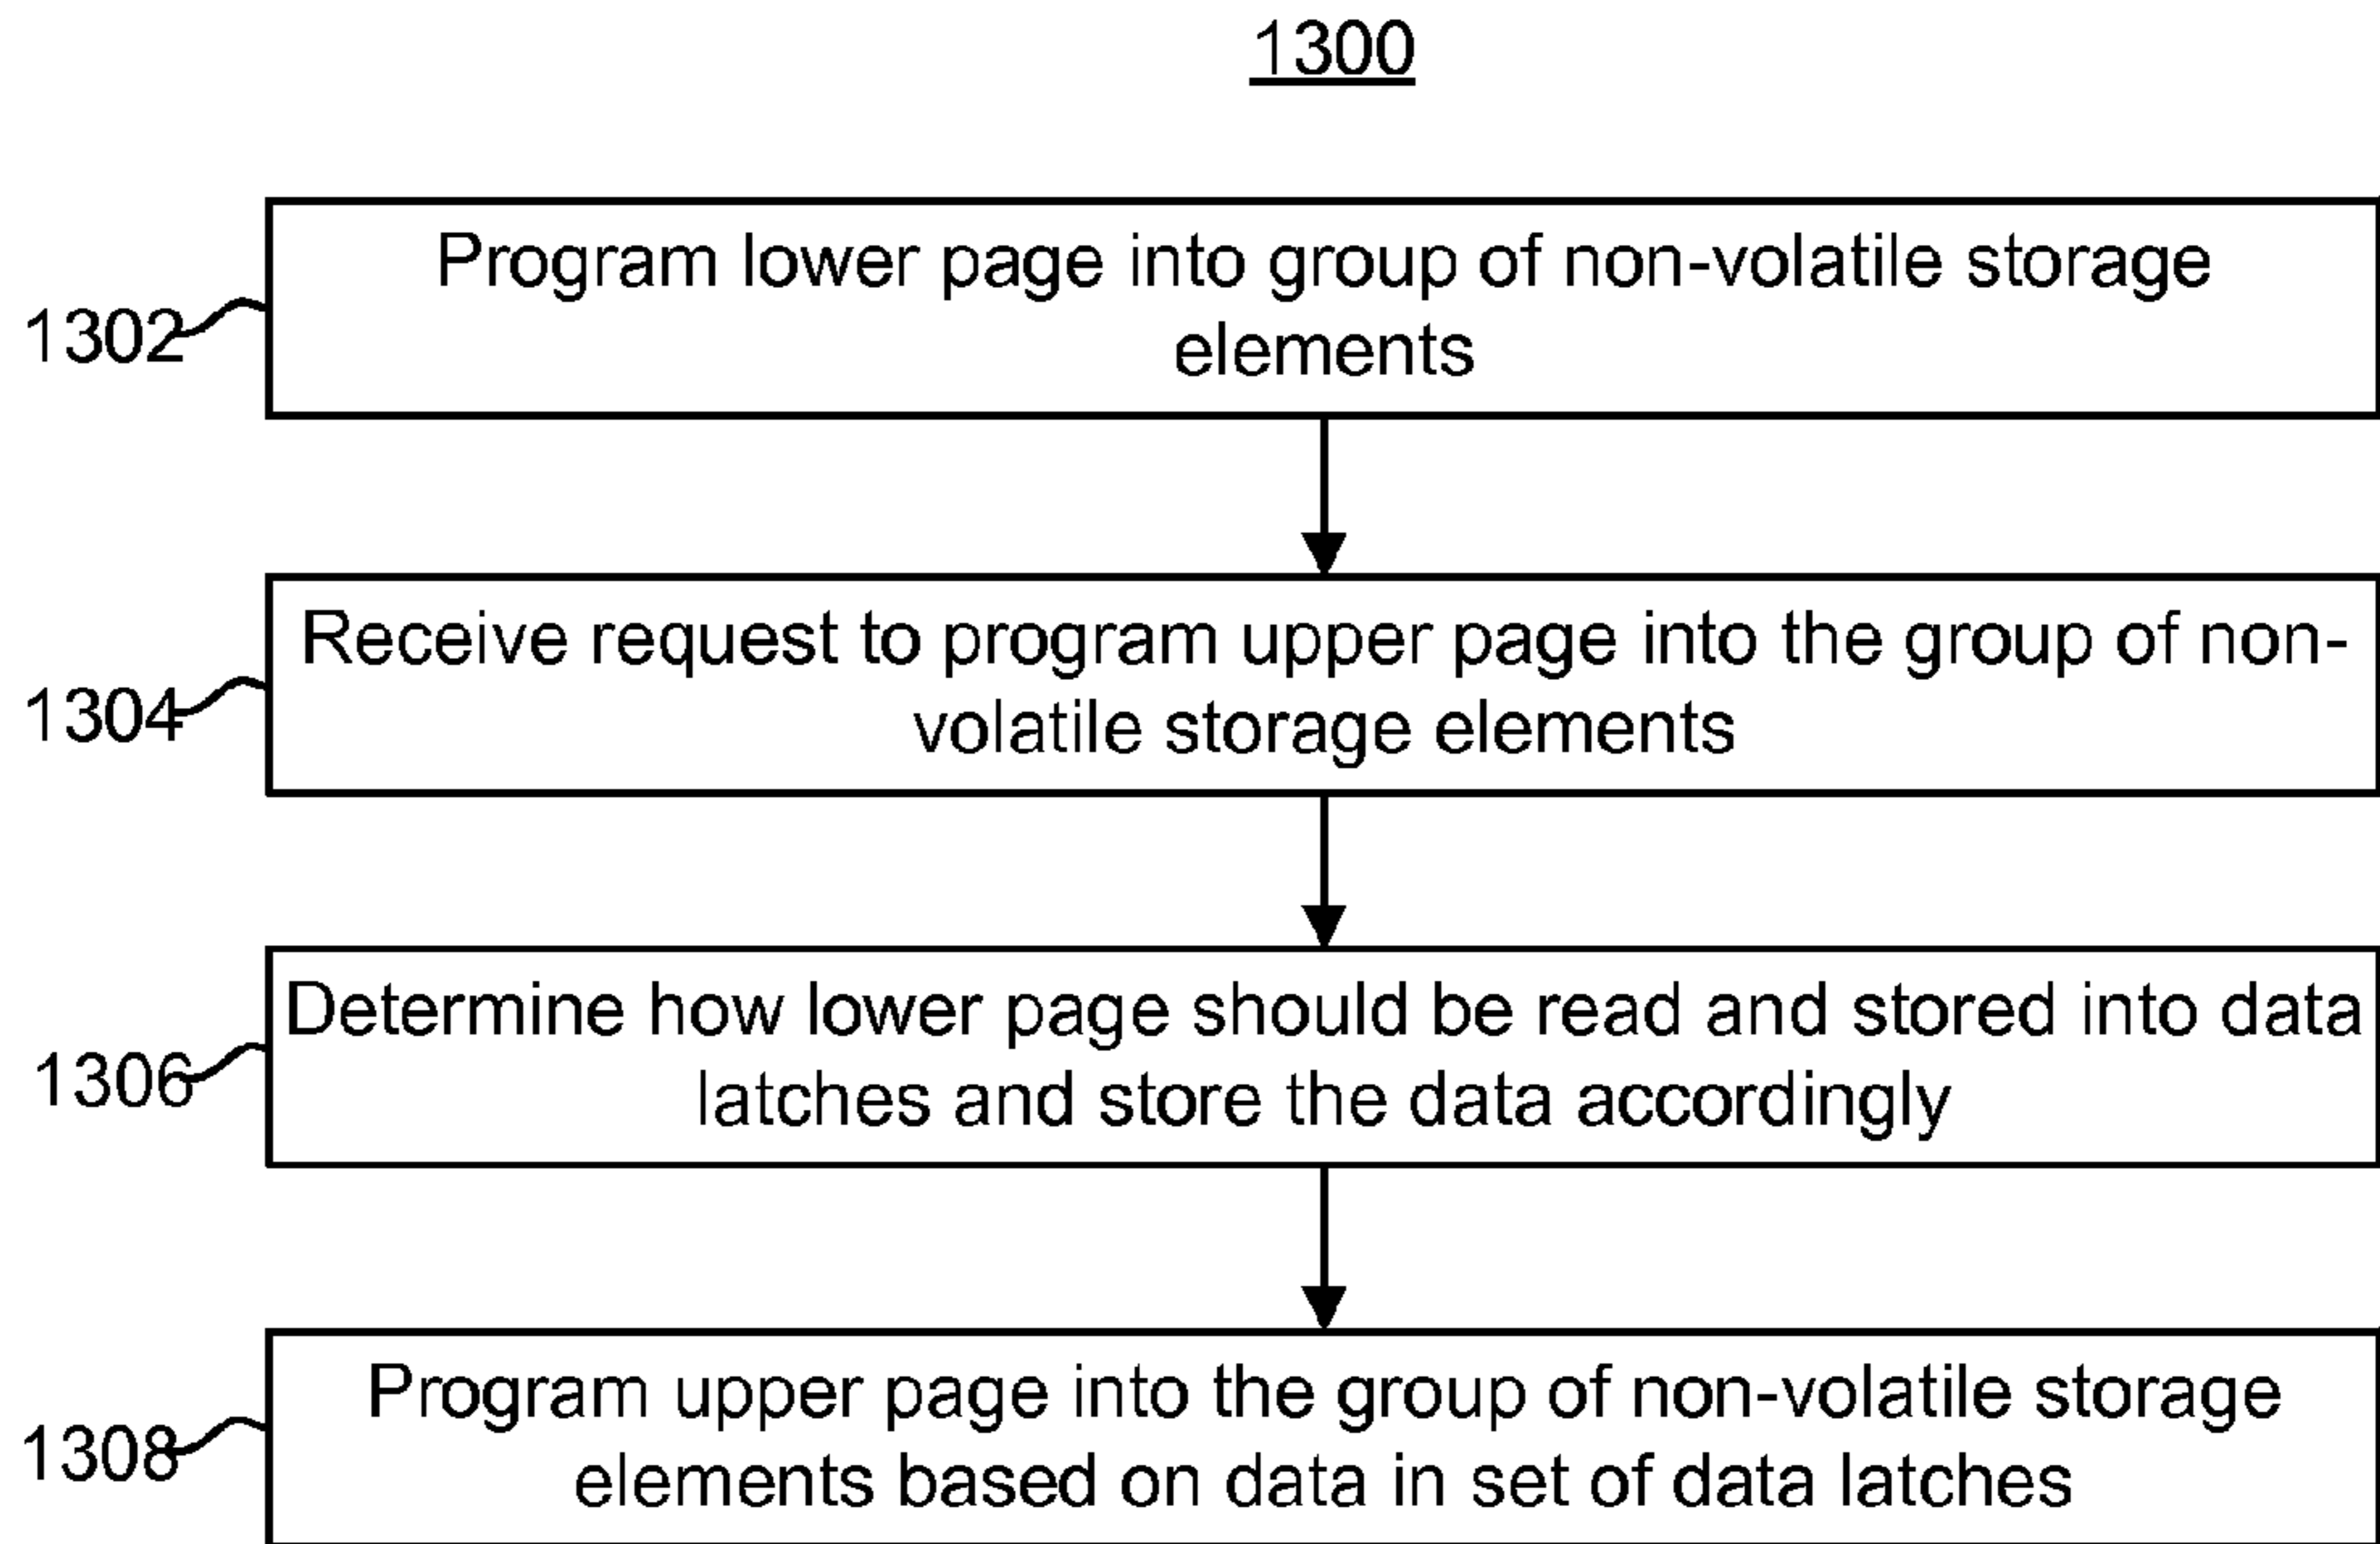 1300
Program lower page into group of non-volatile storage
elements
1302
Receive request to program upper page into the group of non-
volatile storage elements
1304
Determine how lower page should be read and stored into data
latches and store the data accordingly
1306
Program upper page into the group of non-volatile storage
elements based on data in set of data latches
1308